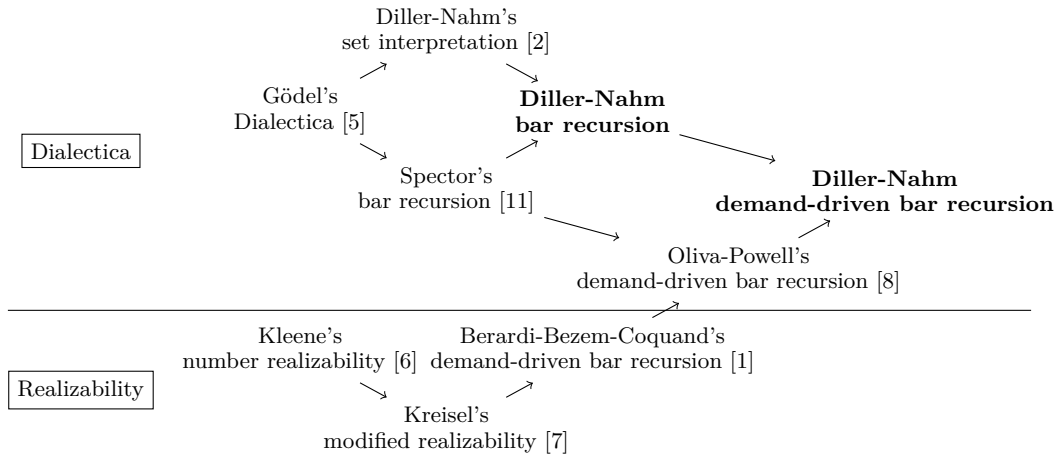 Diller-Nahm's
set interpretation [2]
Gödel's
Dialectica [5]
Diller-Nahm
bar recursion
Dialectica
Spector's
bar recursion [11]
Diller-Nahm
demand-driven bar recursion
Oliva-Powell's
demand-driven bar recursion [8]
Kleene's
number realizability [6]
Berardi-Bezem-Coquand's
demand-driven bar recursion [1]
Realizability
Kreisel's
modified realizability [7]